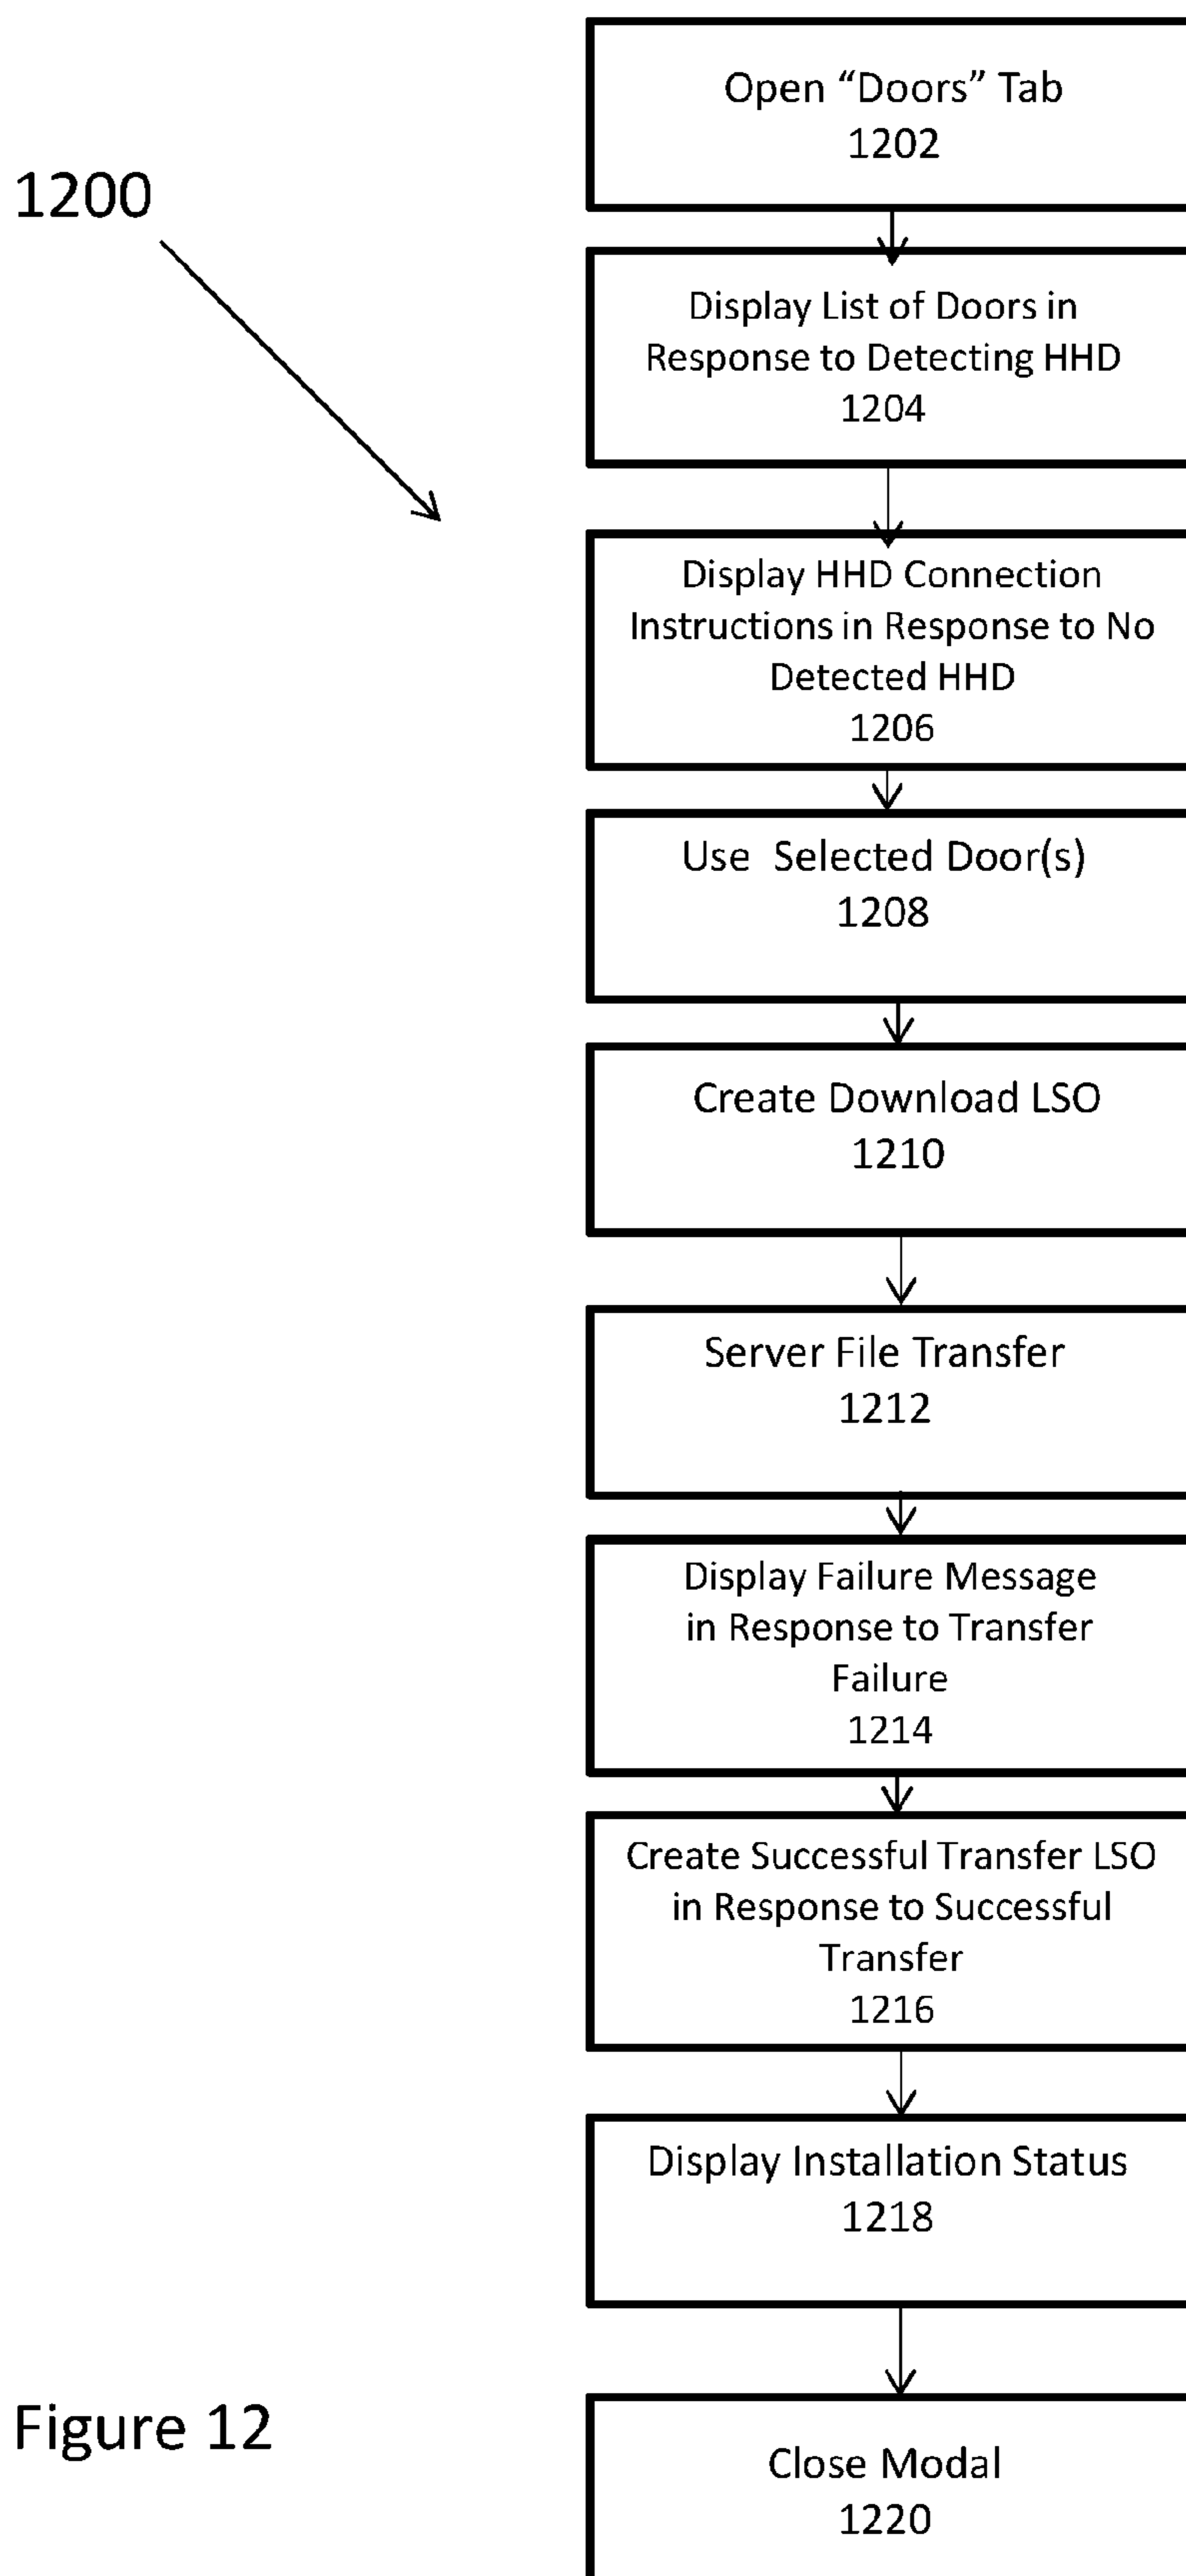 Open “Doors” Tab
1202
1200
Display List of Doors in
Response to Detecting HHD
1204
Display HHD Connection
Instructions in Response to No
Detected HHD
1206
Use Selected Door(s)
1208
Create Download LSO
1210
Server File Transfer
1212
Display Failure Message
in Response to Transfer
Failure
1214
Create Successful Transfer LSO
in Response to Successful
Transfer
1216
Display Installation Status
1218
Figure 12
Close Modal
1220